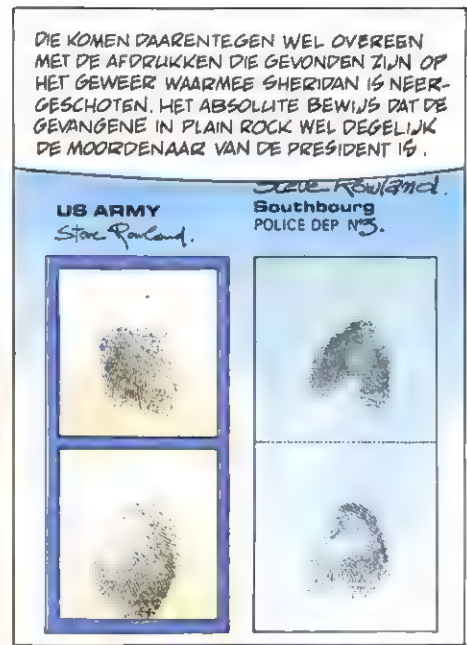 DIE KOMEN DAARENTEGEN WEL OVEREEN
MET DE AFDRUKKEN DIE GEVONDEN ZIJN OP
HET GEWEER WAARMEE SHERIDAN IS NEER-
GESCHOTEN. HET ABSOLUTE BEWIJS DAT DE
GEVANGENE IN PLAIN ROCK WEL DEGELIJK
DE MOORDENAAR VAN DE PRESIDENT IS.
US ARMY
Steve Rowland.
Steve Rowland.
Southbourg
POLICE DEP Nº3.